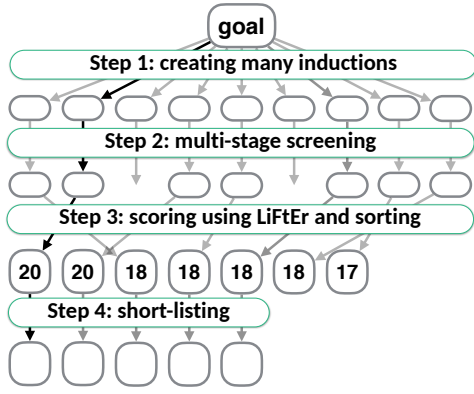 goal
Step 1: creating many inductions
Step 2: multi-stage screening
Step 3: scoring using LiFtEr and sorting
20 20 18 18 18 18 17
Step 4: short-listing